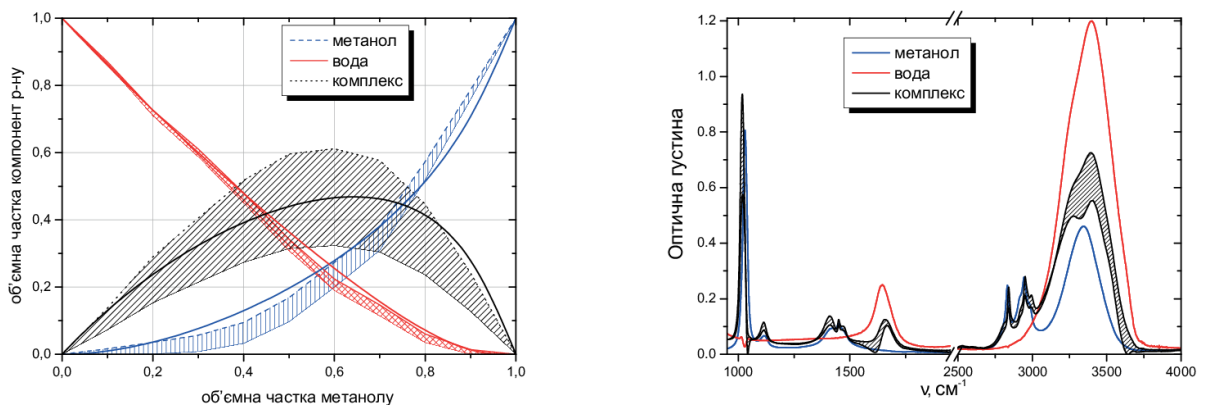 об'ємна частка компонент р-ну
1,0
0,8
0,6
0,4
0,2
0,0
метанол
вода
комплекс
0,0 0,2 0,4 0,6 0,8 1,0
об'ємна частка метанолу
Оптична густина
1.2
1.0
0.8
0.6
0.4
0.2
0.0
метанол
вода
комплекс
1000 1500 2500 3000 3500 4000
ν, см⁻¹